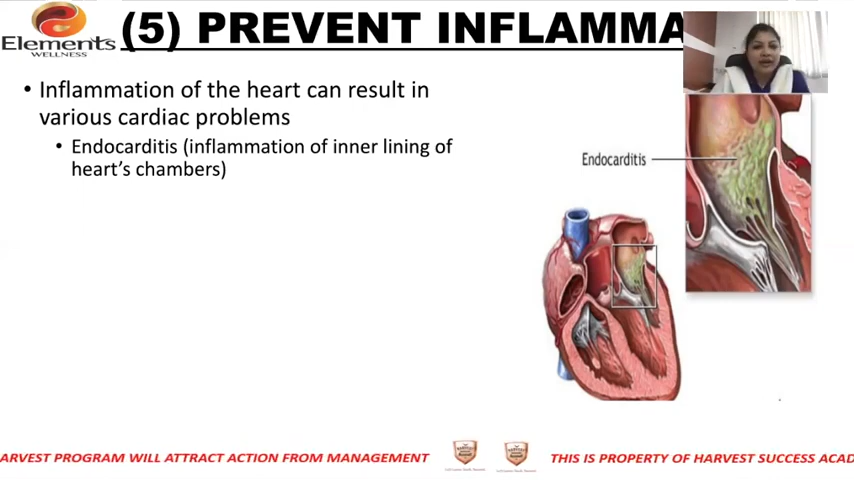 Elements
WELLNESS
(5) PREVENT INFLAMMA
• Inflammation of the heart can result in
various cardiac problems
• Endocarditis (inflammation of inner lining of
heart's chambers)
Endocarditis
ARVEST PROGRAM WILL ATTRACT ACTION FROM MANAGEMENT
THIS IS PROPERTY OF HARVEST SUCCESS ACAD